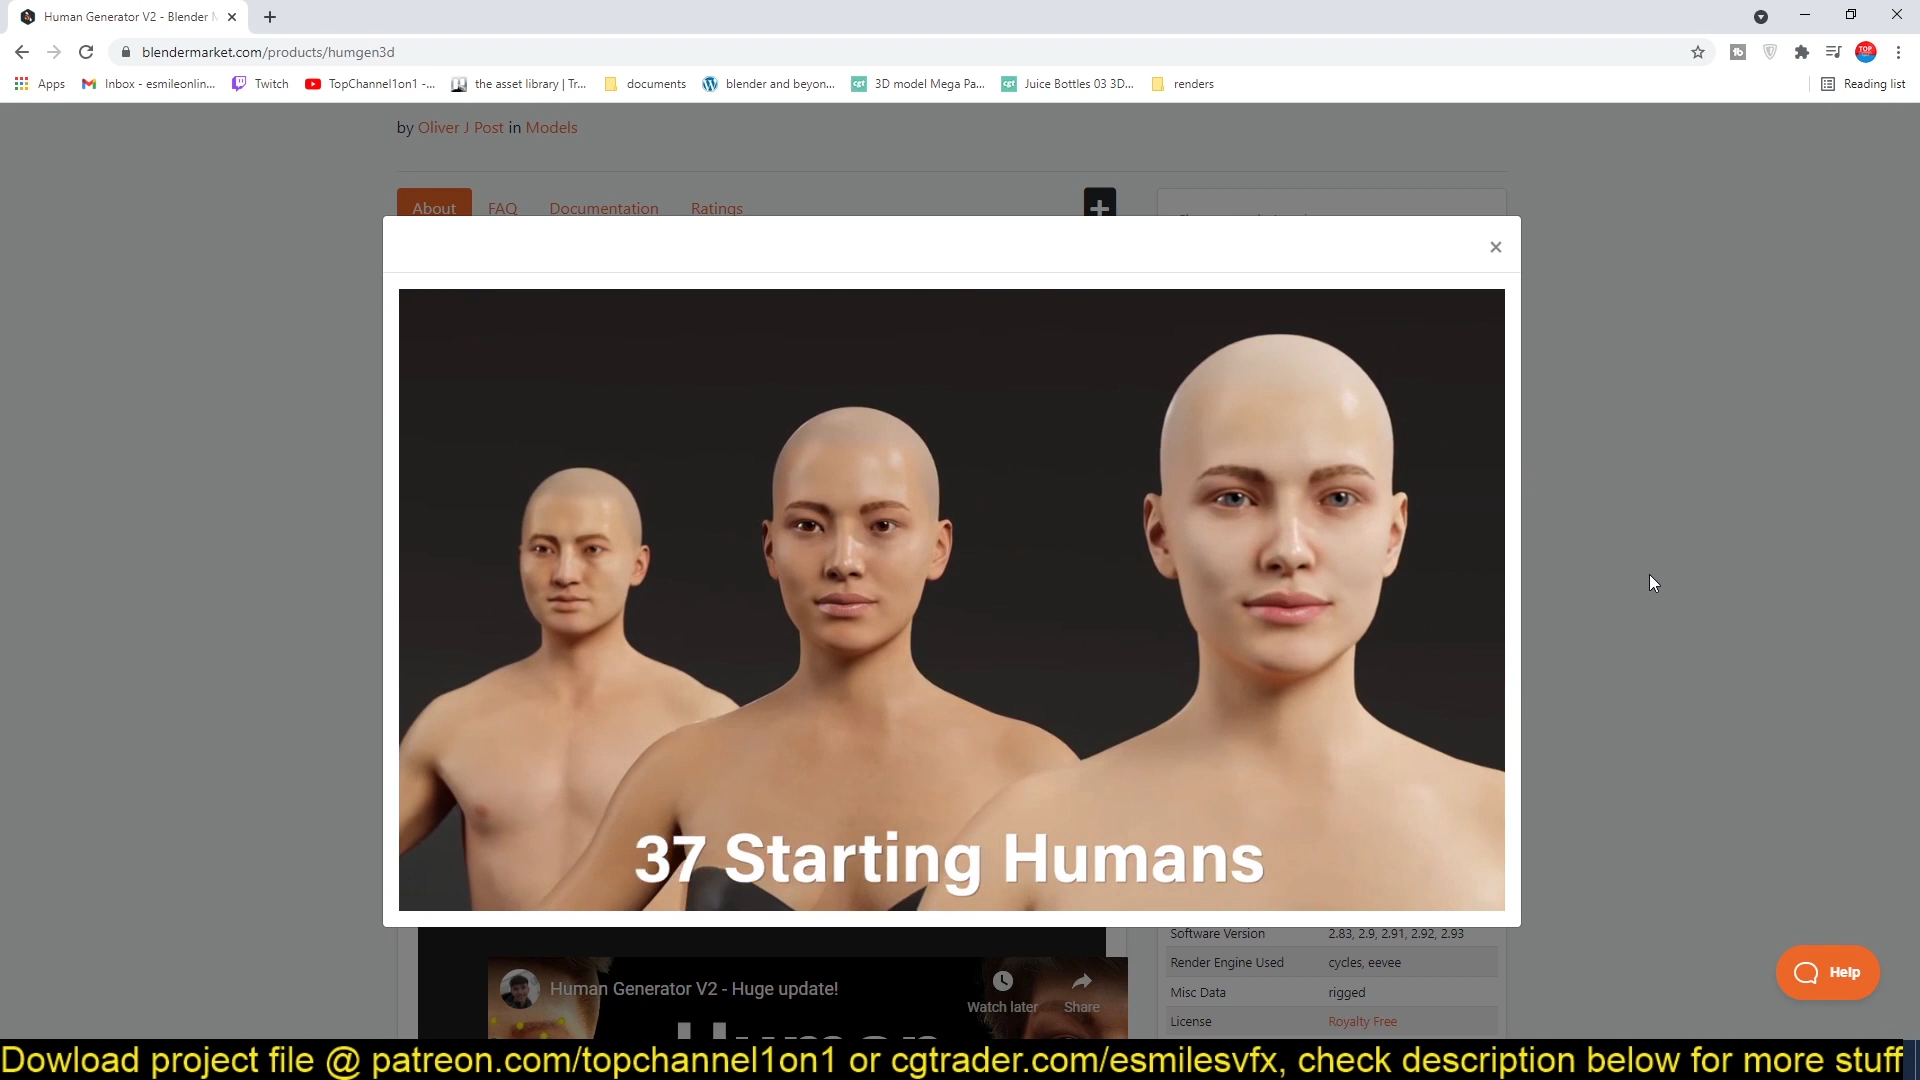 Human Generator V2 - Blender
blendermarket.com/products/humgen3d
Apps
Inbox - esmileonlin...
Twitch
TopChannel1on1 -...
the asset library | Tr...
documents
blender and beyon...
3D model Mega Pa...
Juice Bottles 03 3D...
renders
Reading list
by Oliver J Post in Models
About
FAQ
Documentation
Ratings
37 Starting Humans
Software Version 2.83, 2.9, 2.91, 2.92, 2.93
Render Engine Used cycles, eevee
Misc Data rigged
License Royalty Free
Human Generator V2 - Huge update!
Watch later
Share
Help
Dowload project file @ patreon.com/topchannel1on1 or cgtrader.com/esmilesvfx, check description below for more stuff